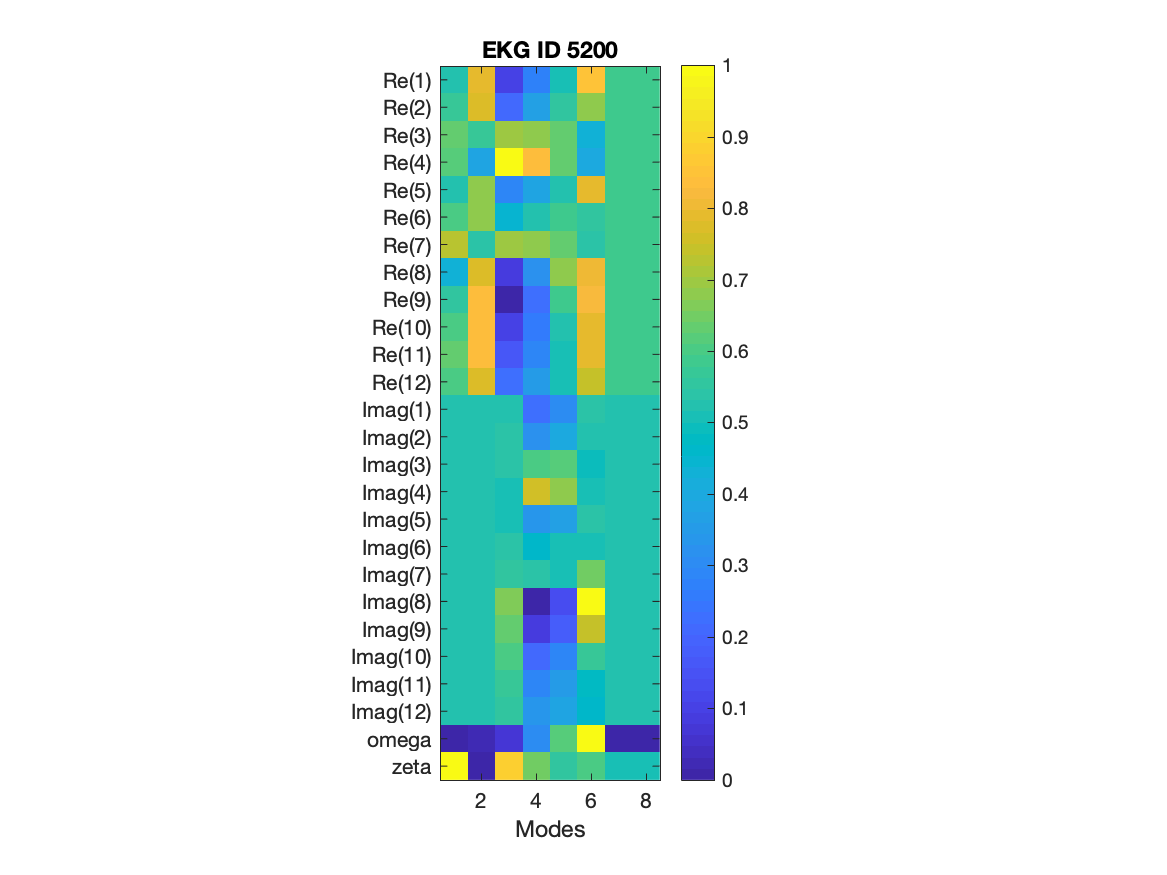 EKG ID 5200
Re(1)
Re(2)
Re(3)
Re(4)
Re(5)
Re(6)
Re(7)
Re(8)
Re(9)
Re(10)
Re(11)
Re(12)
Imag(1)
Imag(2)
Imag(3)
Imag(4)
Imag(5)
Imag(6)
Imag(7)
Imag(8)
Imag(9)
Imag(10)
Imag(11)
Imag(12)
omega
zeta
2 4 6 8
Modes
1
0.9
0.8
0.7
0.6
0.5
0.4
0.3
0.2
0.1
0